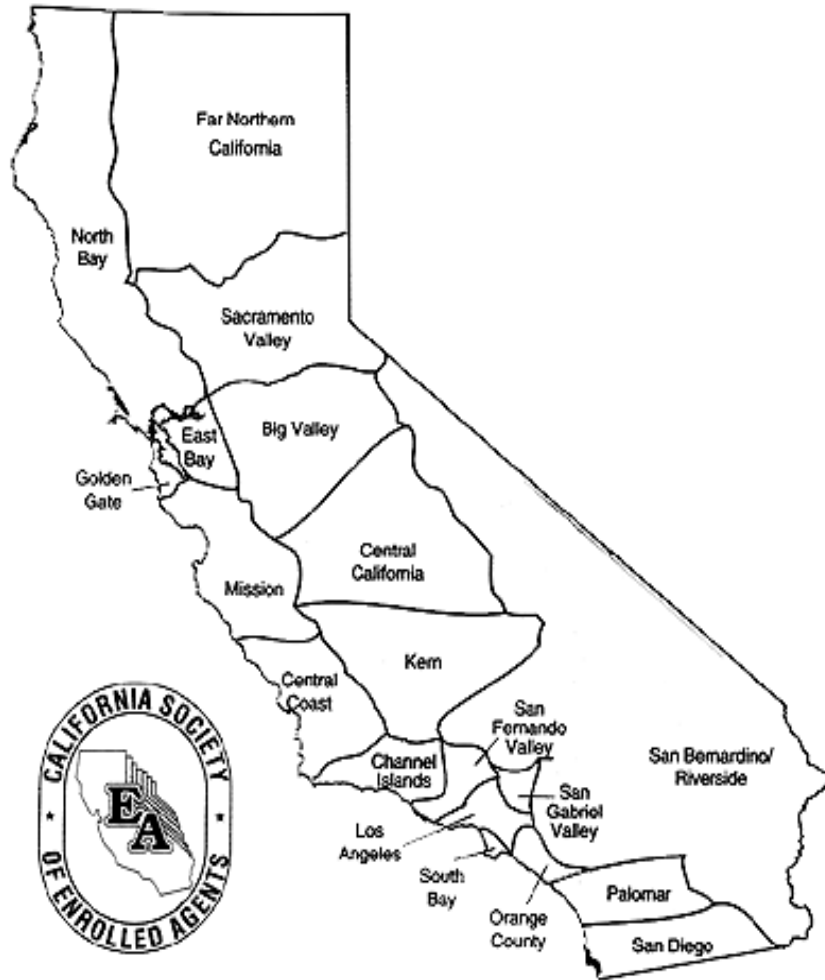 Far Northern
California
North
Bay
Sacramento
Valley
Big Valley
East
Bay
Golden
Gate
Central
California
Mission
Kern
Central
Coast
San
Fernando
Valley
San Bernardino/
Riverside
Channel
Islands
San
Gabriel
Valley
Los
Angeles
South
Bay
Orange
County
Palomar
San Diego
CALIFORNIA SOCIETY
EA
OF ENROLLED AGENTS